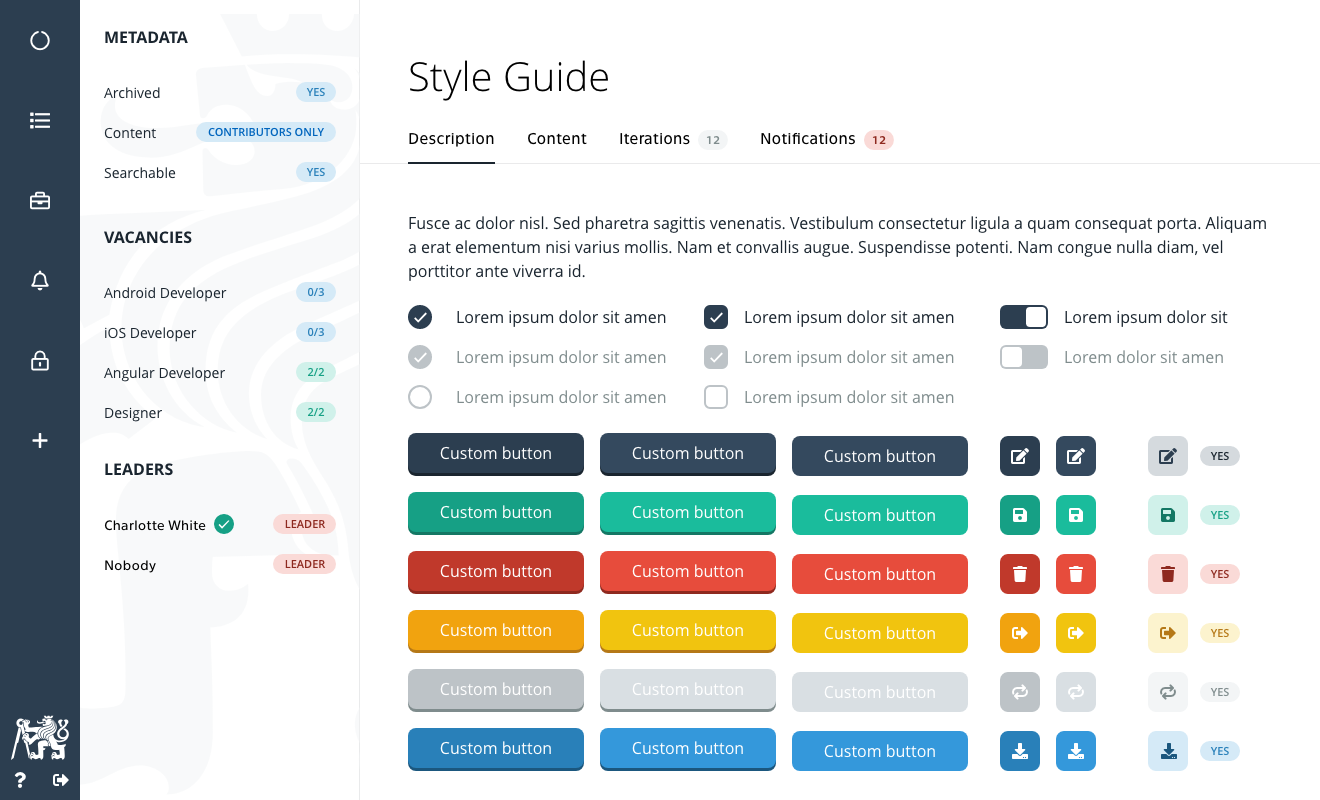 METADATA
Archived YES
Content CONTRIBUTORS ONLY
Searchable YES
VACANCIES
Android Developer 0/3
iOS Developer 0/3
Angular Developer 2/2
Designer 2/2
LEADERS
Charlotte White LEADER
Nobody LEADER
?
Style Guide
Description Content Iterations 12 Notifications 12
Fusce ac dolor nisl. Sed pharetra sagittis venenatis. Vestibulum consectetur ligula a quam consequat porta. Aliquam
a erat elementum nisi varius mollis. Nam et convallis augue. Suspendisse potenti. Nam congue nulla diam, vel
porttitor ante viverra id.
Lorem ipsum dolor sit amen Lorem ipsum dolor sit amen Lorem ipsum dolor sit
Lorem ipsum dolor sit amen Lorem ipsum dolor sit amen Lorem dolor sit amen
Lorem ipsum dolor sit amen Lorem ipsum dolor sit amen
Custom button Custom button Custom button YES
Custom button Custom button Custom button YES
Custom button Custom button Custom button YES
Custom button Custom button Custom button YES
Custom button Custom button Custom button YES
Custom button Custom button Custom button YES